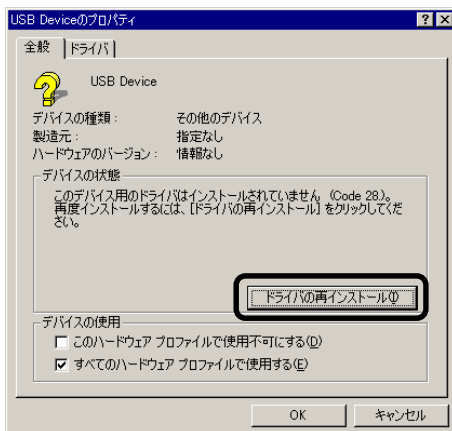 USB Deviceのプロパティ
全般 ドライバ
USB Device
デバイスの種類： その他のデバイス
製造元： 指定なし
ハードウェアのバージョン： 情報なし
デバイスの状態
このデバイス用のドライバはインストールされていません (Code 28.)。
再度インストールするには、[ドライバの再インストール] をクリックしてくだ
さい。
ドライバの再インストール(I)
デバイスの使用
このハードウェア プロファイルで使用不可にする(D)
すべてのハードウェア プロファイルで使用する(E)
OK キャンセル